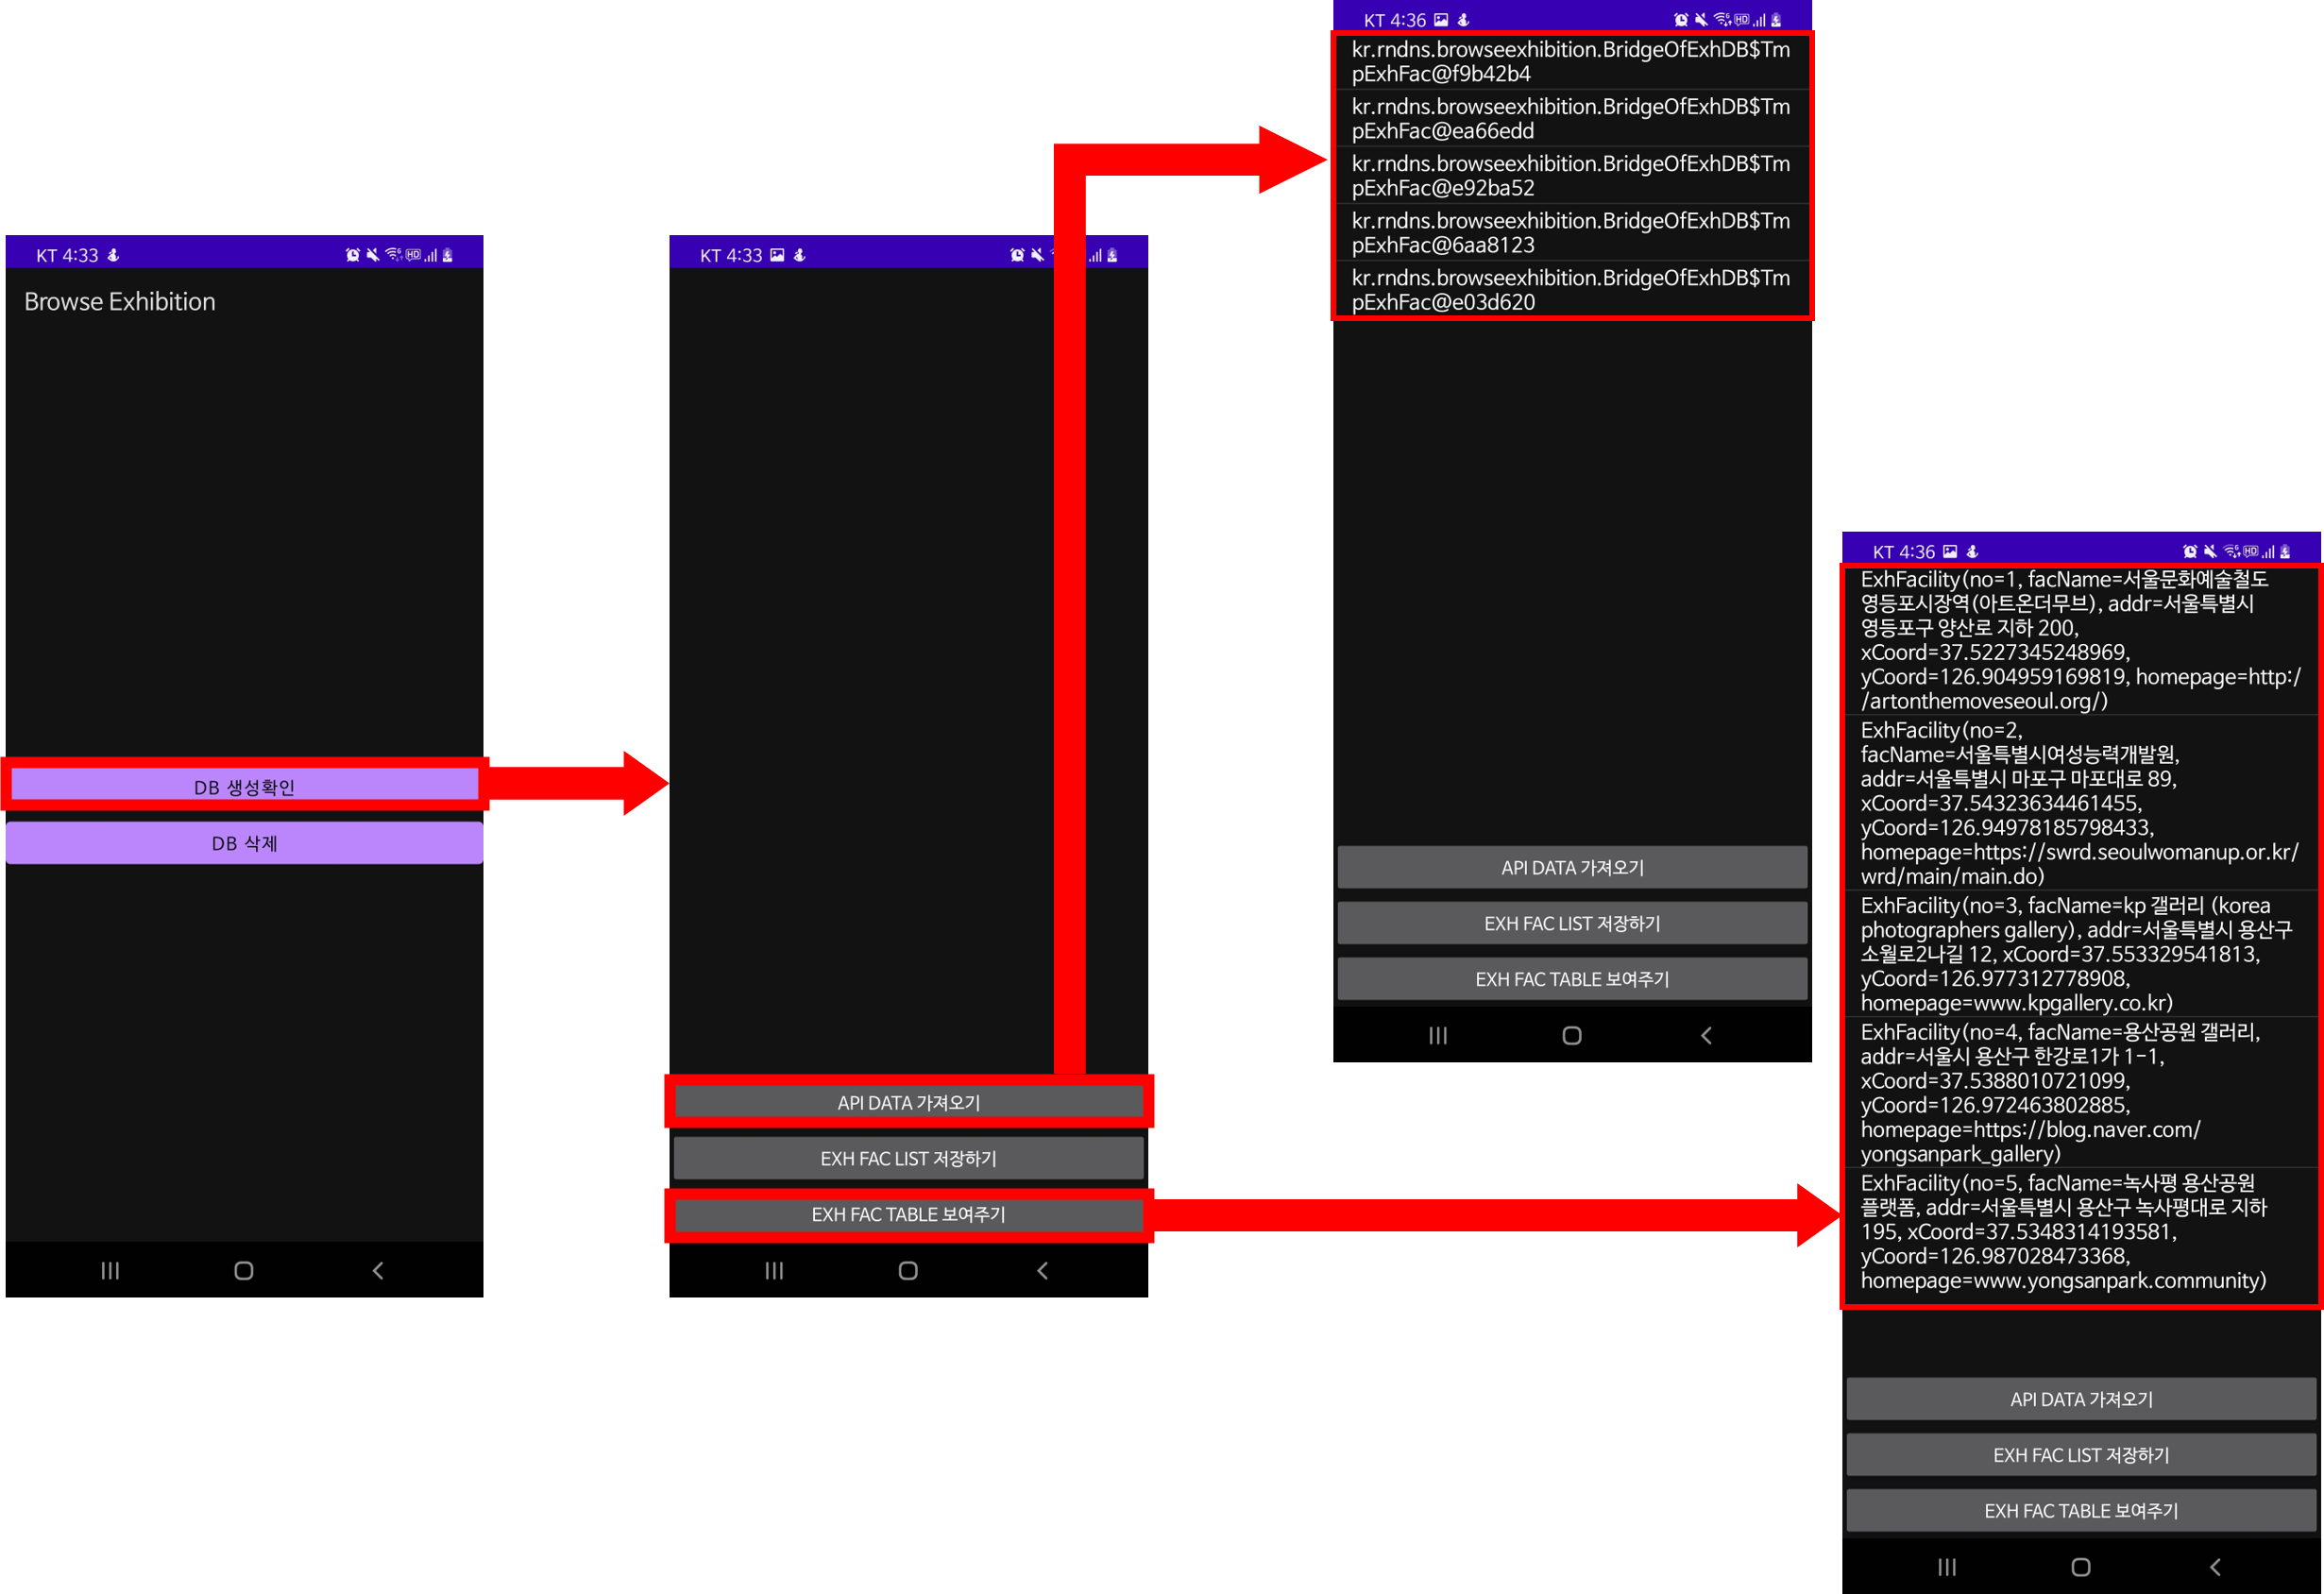 KT 4:33
Browse Exhibition
DB 생성확인
DB 삭제
KT 4:33
API DATA 가져오기
EXH FAC LIST 저장하기
EXH FAC TABLE 보여주기
KT 4:36
HD
kr.rndns.browseexhibition.BridgeOfExhDB$Tm
pExhFac@f9b42b4
kr.rndns.browseexhibition.BridgeOfExhDB$Tm
pExhFac@ea66edd
kr.rndns.browseexhibition.BridgeOfExhDB$Tm
pExhFac@e92ba52
kr.rndns.browseexhibition.BridgeOfExhDB$Tm
pExhFac@6aa8123
kr.rndns.browseexhibition.BridgeOfExhDB$Tm
pExhFac@e03d620
API DATA 가져오기
EXH FAC LIST 저장하기
EXH FAC TABLE 보여주기
KT 4:36
HD
ExhFacility(no=1, facName=서울문화예술철도
영등포시장역(아트온더무브), addr=서울특별시
영등포구 양산로 지하 200,
xCoord=37.5227345248969,
yCoord=126.904959169819, homepage=http:/
/artonthemoveseoul.org/)
ExhFacility(no=2,
facName=서울특별시여성능력개발원,
addr=서울특별시 마포구 마포대로 89,
xCoord=37.54323634461455,
yCoord=126.94978185798433,
homepage=https://swrd.seoulwomanup.or.kr/
wrd/main/main.do)
ExhFacility(no=3, facName=kp 갤러리 (korea
photographers gallery), addr=서울특별시 용산구
소월로2나길 12, xCoord=37.553329541813,
yCoord=126.977312778908,
homepage=www.kpgallery.co.kr)
ExhFacility(no=4, facName=용산공원 갤러리,
addr=서울시 용산구 한강로1가 1-1,
xCoord=37.5388010721099,
yCoord=126.972463802885,
homepage=https://blog.naver.com/
yongsanpark_gallery)
ExhFacility(no=5, facName=녹사평 용산공원
플랫폼, addr=서울특별시 용산구 녹사평대로 지하
195, xCoord=37.5348314193581,
yCoord=126.987028473368,
homepage=www.yongsanpark.community)
API DATA 가져오기
EXH FAC LIST 저장하기
EXH FAC TABLE 보여주기